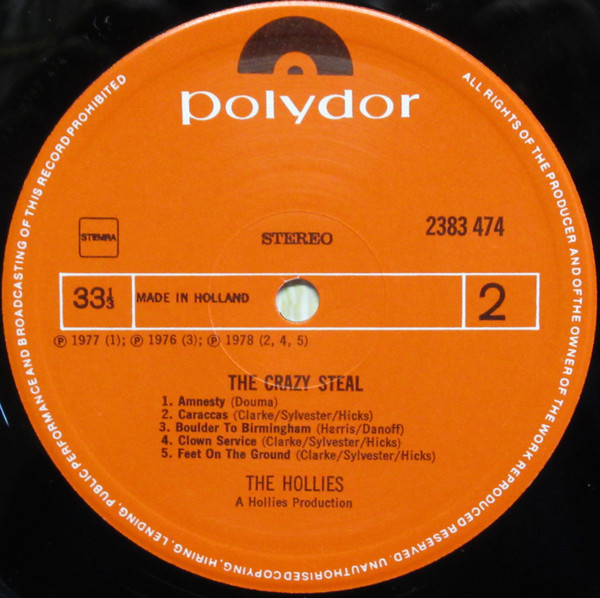 polydor
STEMRA
STEREO
2383 474
33⅓
MADE IN HOLLAND
2
℗ 1977 (1); ℗ 1976 (3); ℗ 1978 (2, 4, 5)
THE CRAZY STEAL
1. Amnesty (Douma)
2. Caraccas (Clarke/Sylvester/Hicks)
3. Boulder To Birmingham (Harris/Danoff)
4. Clown Service (Clarke/Sylvester/Hicks)
5. Feet On The Ground (Clarke/Sylvester/Hicks)
THE HOLLIES
A Hollies Production
ALL RIGHTS OF THE PRODUCER AND OF THE OWNER OF THE WORK REPRODUCED RESERVED. UNAUTHORISED COPYING, HIRING, LENDING, PUBLIC PERFORMANCE AND BROADCASTING OF THIS RECORD PROHIBITED